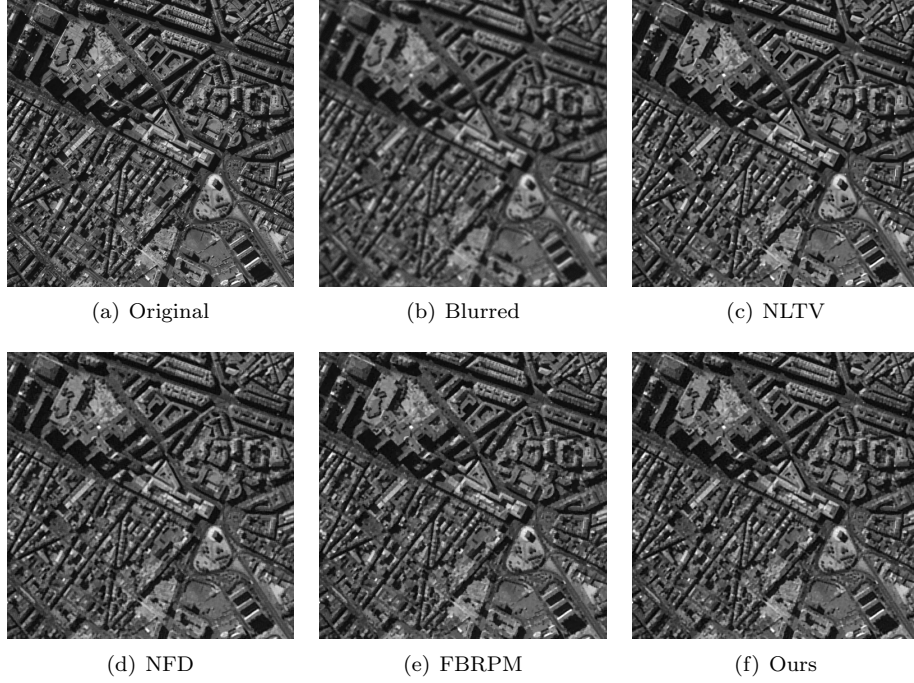 (a) Original
(b) Blurred
(c) NLTV
(d) NFD
(e) FBRPM
(f) Ours